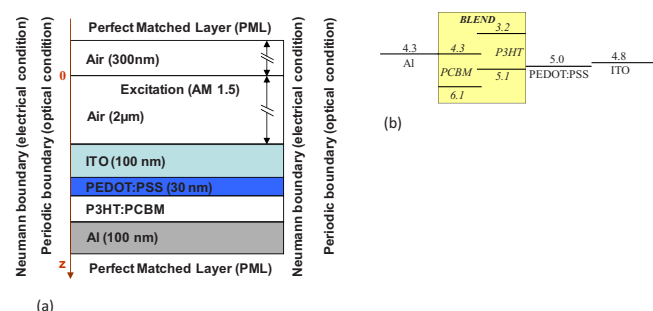 Perfect Matched Layer (PML)
Air (300nm)
0
Excitation (AM 1.5)
Air (2µm)
ITO (100 nm)
PEDOT:PSS (30 nm)
P3HT:PCBM
Al (100 nm)
z
Perfect Matched Layer (PML)
Neumann boundary (electrical condition)
Periodic boundary (optical condition)
Neumann boundary (electrical condition)
Periodic boundary (optical condition)
(a)
BLEND
3.2
4.3
4.3
P3HT
Al
PCBM
5.1
6.1
5.0
PEDOT:PSS
4.8
ITO
(b)